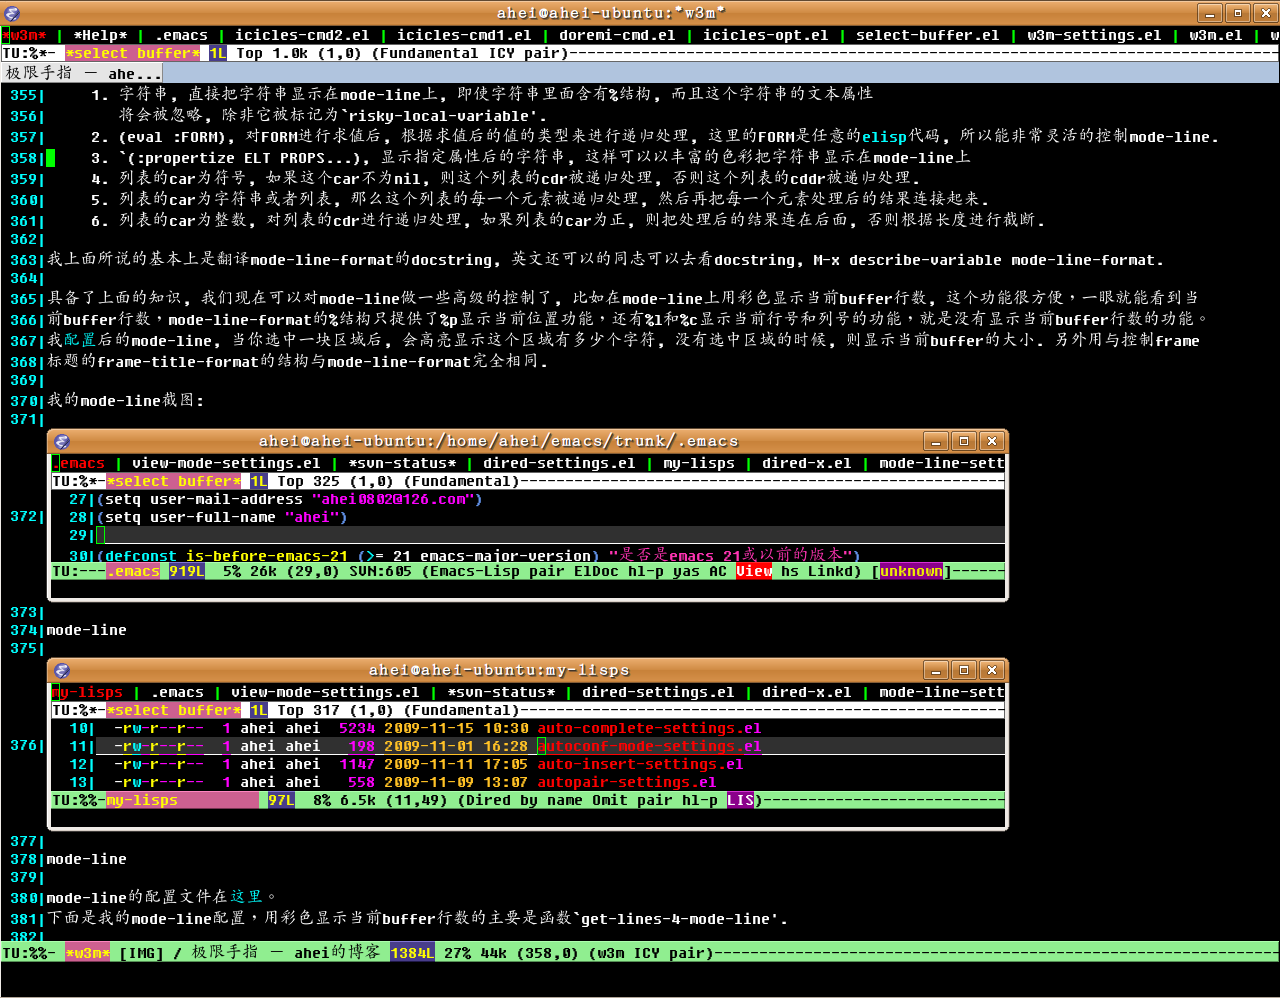 ahei@ahei-ubuntu:*w3m*
*w3m* | *Help* | .emacs | icicles-cmd2.el | icicles-cmd1.el | doremi-cmd.el | icicles-opt.el | select-buffer.el | w3m-settings.el | w3m.el | w
TU:%*- *select buffer* 1L Top 1.0k (1,0) (Fundamental ICY pair)----------------
极限手指 － ahe...
355| 1. 字符串, 直接把字符串显示在mode-line上, 即使字符串里面含有%结构, 而且这个字符串的文本属性
356| 将会被忽略, 除非它被标记为`risky-local-variable'.
357| 2. (eval :FORM), 对FORM进行求值后, 根据求值后的值的类型来进行递归处理, 这里的FORM是任意的elisp代码, 所以能非常灵活的控制mode-line.
358| 3. `(:propertize ELT PROPS...), 显示指定属性后的字符串, 这样可以以丰富的色彩把字符串显示在mode-line上
359| 4. 列表的car为符号, 如果这个car不为nil, 则这个列表的cdr被递归处理, 否则这个列表的cddr被递归处理.
360| 5. 列表的car为字符串或者列表, 那么这个列表的每一个元素被递归处理, 然后再把每一个元素处理后的结果连接起来.
361| 6. 列表的car为整数, 对列表的cdr进行递归处理, 如果列表的car为正, 则把处理后的结果连在后面, 否则根据长度进行截断.
362|
363|我上面所说的基本上是翻译mode-line-format的docstring, 英文还可以的同志可以去看docstring, M-x describe-variable mode-line-format.
364|
365|具备了上面的知识, 我们现在可以对mode-line做一些高级的控制了, 比如在mode-line上用彩色显示当前buffer行数, 这个功能很方便，一眼就能看到当
366|前buffer行数，mode-line-format的%结构只提供了%p显示当前位置功能，还有%l和%c显示当前行号和列号的功能，就是没有显示当前buffer行数的功能。
367|我配置后的mode-line, 当你选中一块区域后, 会高亮显示这个区域有多少个字符, 没有选中区域的时候, 则显示当前buffer的大小. 另外用与控制frame
368|标题的frame-title-format的结构与mode-line-format完全相同.
369|
370|我的mode-line截图:
371|
ahei@ahei-ubuntu:/home/ahei/emacs/trunk/.emacs
.emacs | view-mode-settings.el | *svn-status* | dired-settings.el | my-lisps | dired-x.el | mode-line-sett
TU:%*-*select buffer* 1L Top 325 (1,0) (Fundamental)----------------
27|(setq user-mail-address "ahei0802@126.com")
372| 28|(setq user-full-name "ahei")
29|
30|(defconst is-before-emacs-21 (>= 21 emacs-major-version) "是否是emacs 21或以前的版本")
TU:---.emacs 919L 5% 26k (29,0) SVN:605 (Emacs-Lisp pair ElDoc hl-p yas AC View hs Linkd) [unknown]------
373|
374|mode-line
375|
ahei@ahei-ubuntu:my-lisps
my-lisps | .emacs | view-mode-settings.el | *svn-status* | dired-settings.el | dired-x.el | mode-line-sett
TU:%*-*select buffer* 1L Top 317 (1,0) (Fundamental)----------------
10| -rw-r--r-- 1 ahei ahei 5234 2009-11-15 10:30 auto-complete-settings.el
376| 11| -rw-r--r-- 1 ahei ahei 198 2009-11-01 16:28 autoconf-mode-settings.el
12| -rw-r--r-- 1 ahei ahei 1147 2009-11-11 17:05 auto-insert-settings.el
13| -rw-r--r-- 1 ahei ahei 558 2009-11-09 13:07 autopair-settings.el
TU:%%-my-lisps 97L 8% 6.5k (11,49) (Dired by name Omit pair hl-p LIS)---------------------------
377|
378|mode-line
379|
380|mode-line的配置文件在这里。
381|下面是我的mode-line配置，用彩色显示当前buffer行数的主要是函数`get-lines-4-mode-line'.
382|
TU:%%- *w3m* [IMG] / 极限手指 － ahei的博客 1384L 27% 44k (358,0) (w3m ICY pair)----------------